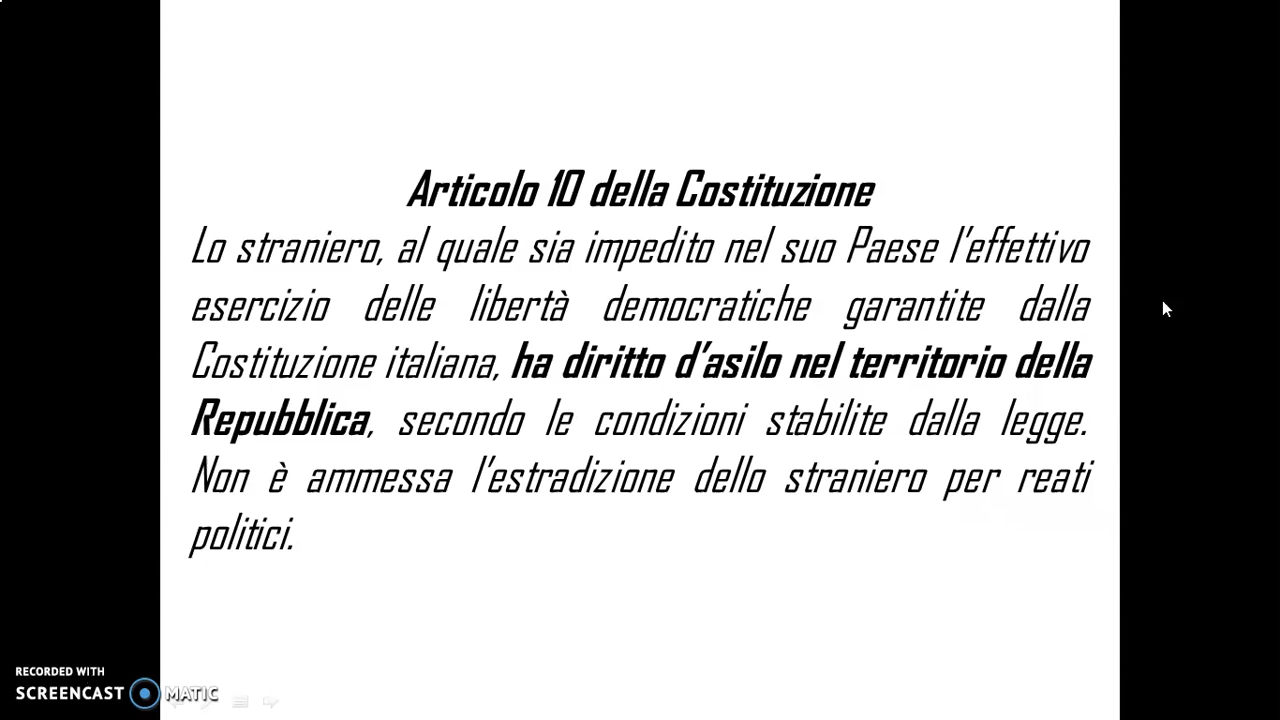 Articolo 10 della Costituzione
Lo straniero, al quale sia impedito nel suo Paese l'effettivo
esercizio delle libertà democratiche garantite dalla
Costituzione italiana, ha diritto d'asilo nel territorio della
Repubblica, secondo le condizioni stabilite dalla legge.
Non è ammessa l'estradizione dello straniero per reati
politici.
RECORDED WITH
SCREENCAST MATIC